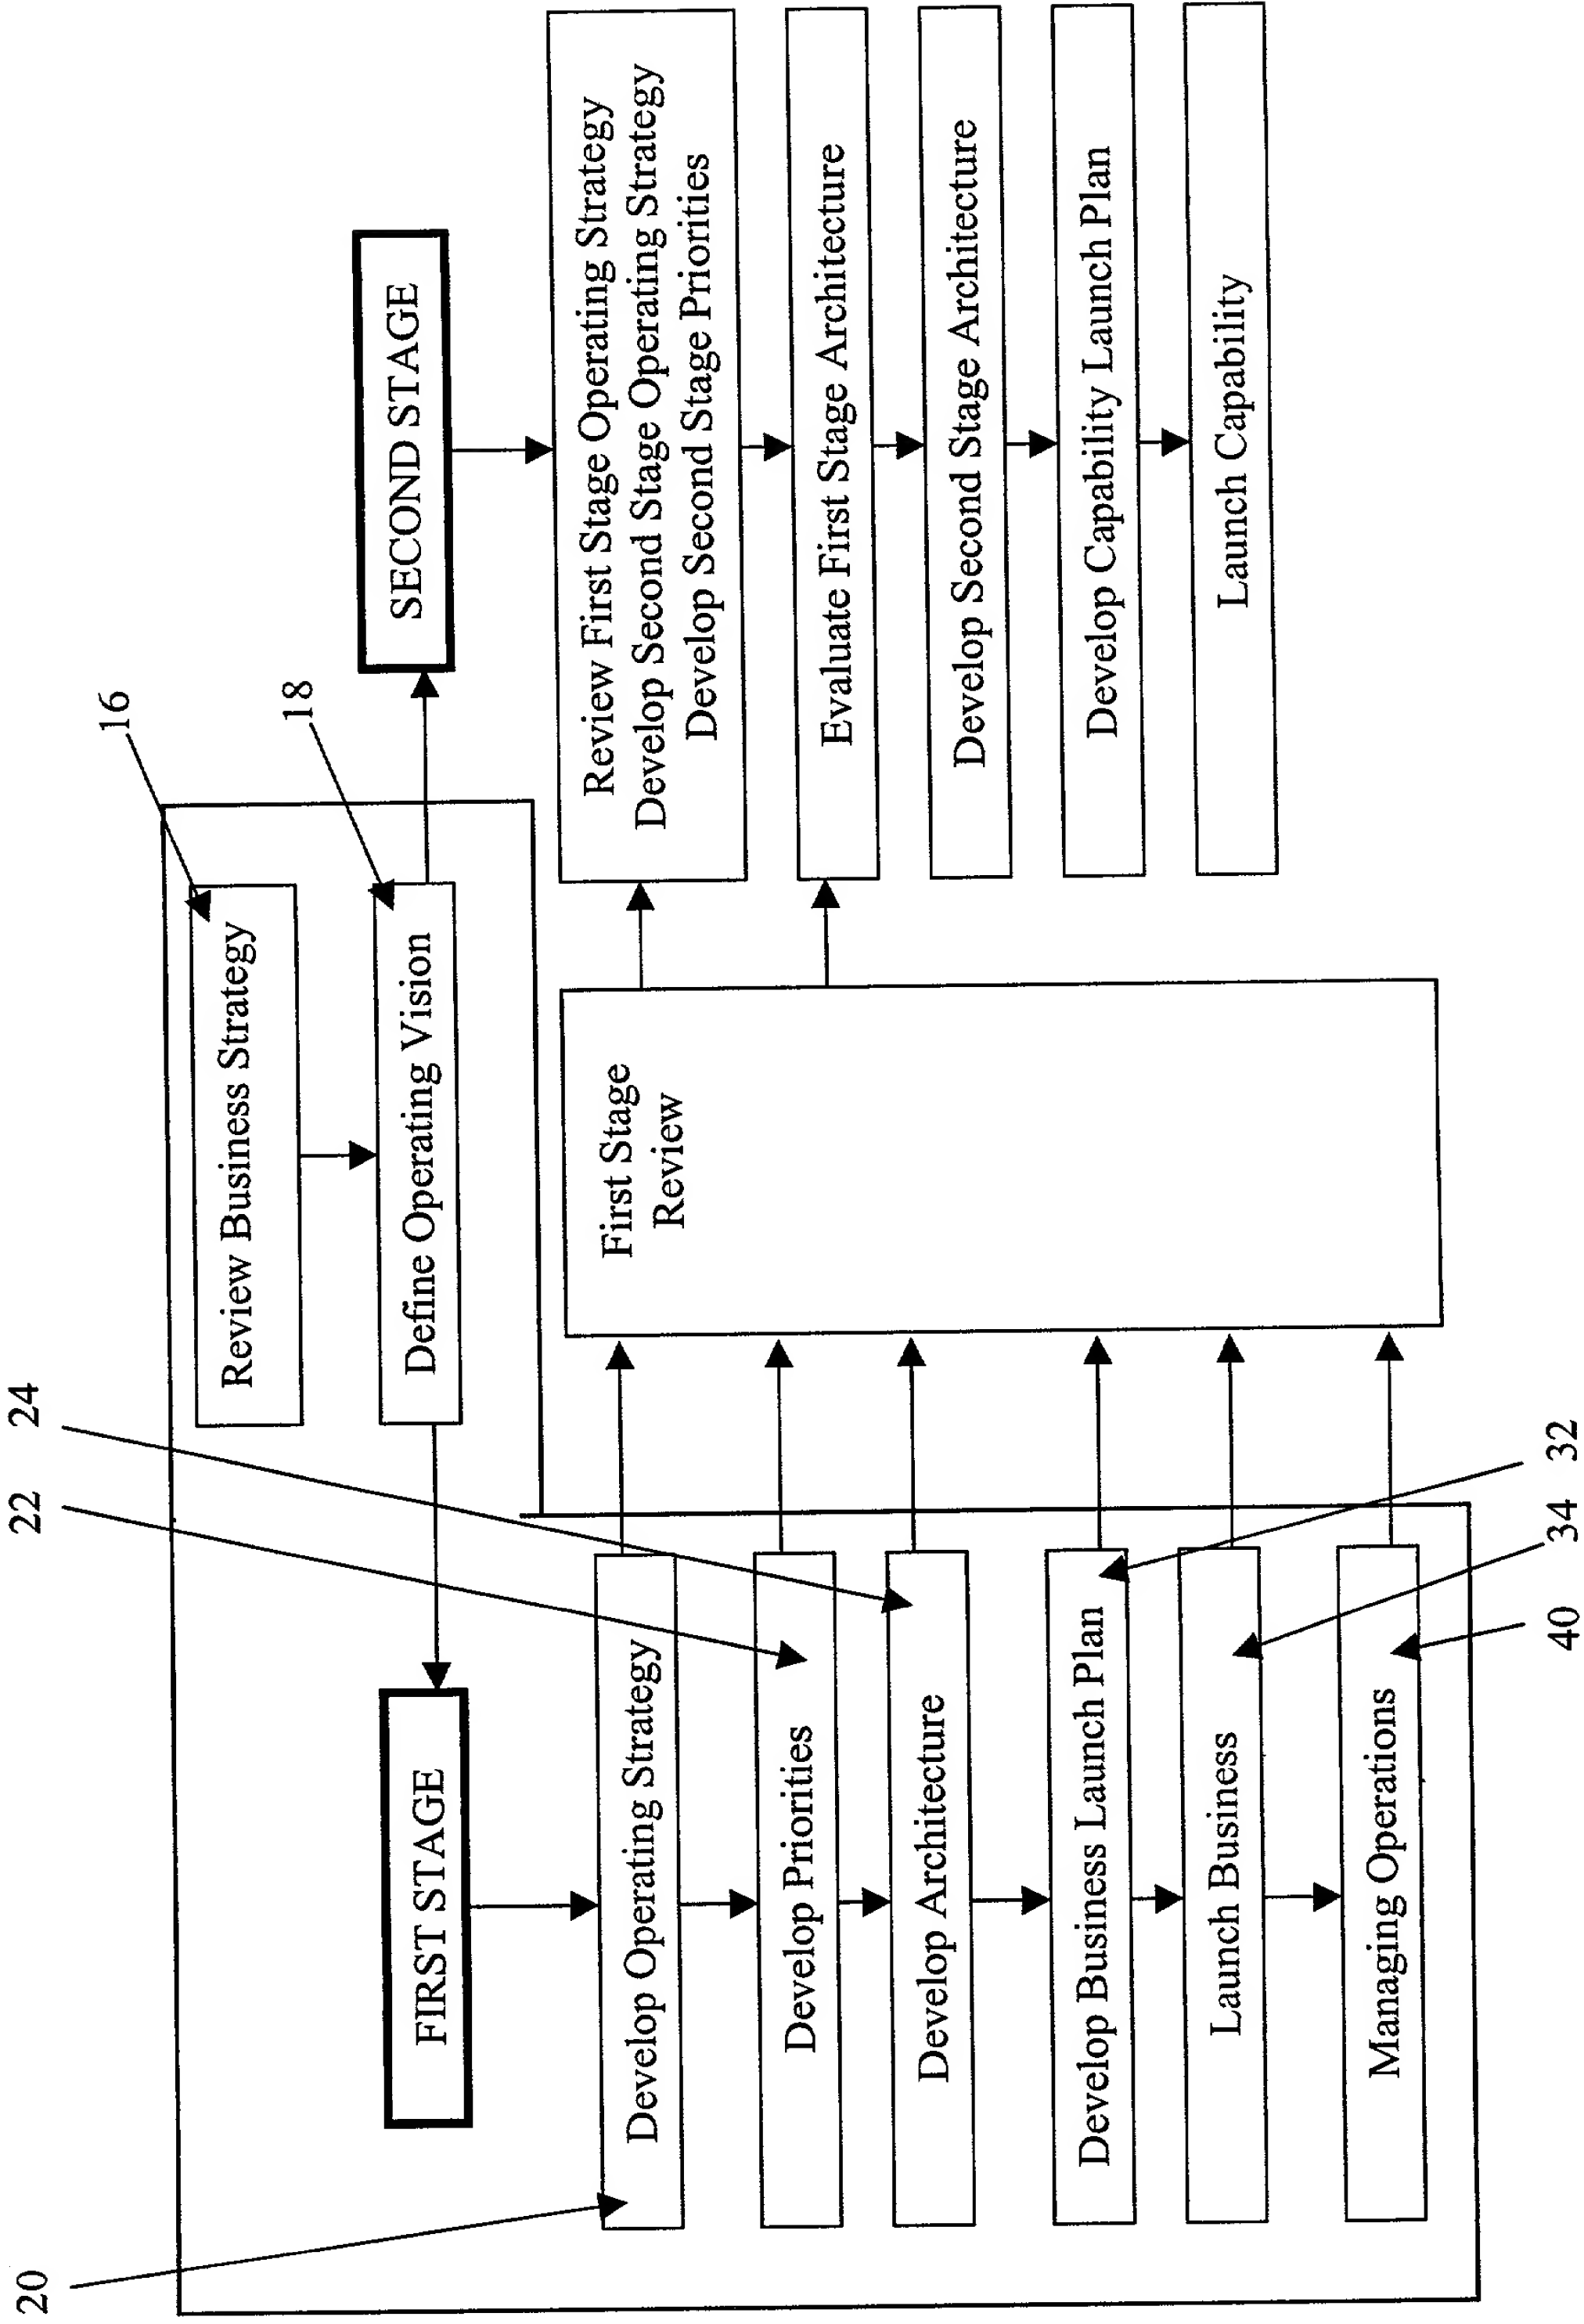 16
Review Business Strategy
18
Define Operating Vision
FIRST STAGE
SECOND STAGE
20
Develop Operating Strategy
22
Develop Priorities
24
Develop Architecture
Develop Business Launch Plan
32
Launch Business
34
Managing Operations
40
First Stage
Review
Review First Stage Operating Strategy
Develop Second Stage Operating Strategy
Develop Second Stage Priorities
Evaluate First Stage Architecture
Develop Second Stage Architecture
Develop Capability Launch Plan
Launch Capability